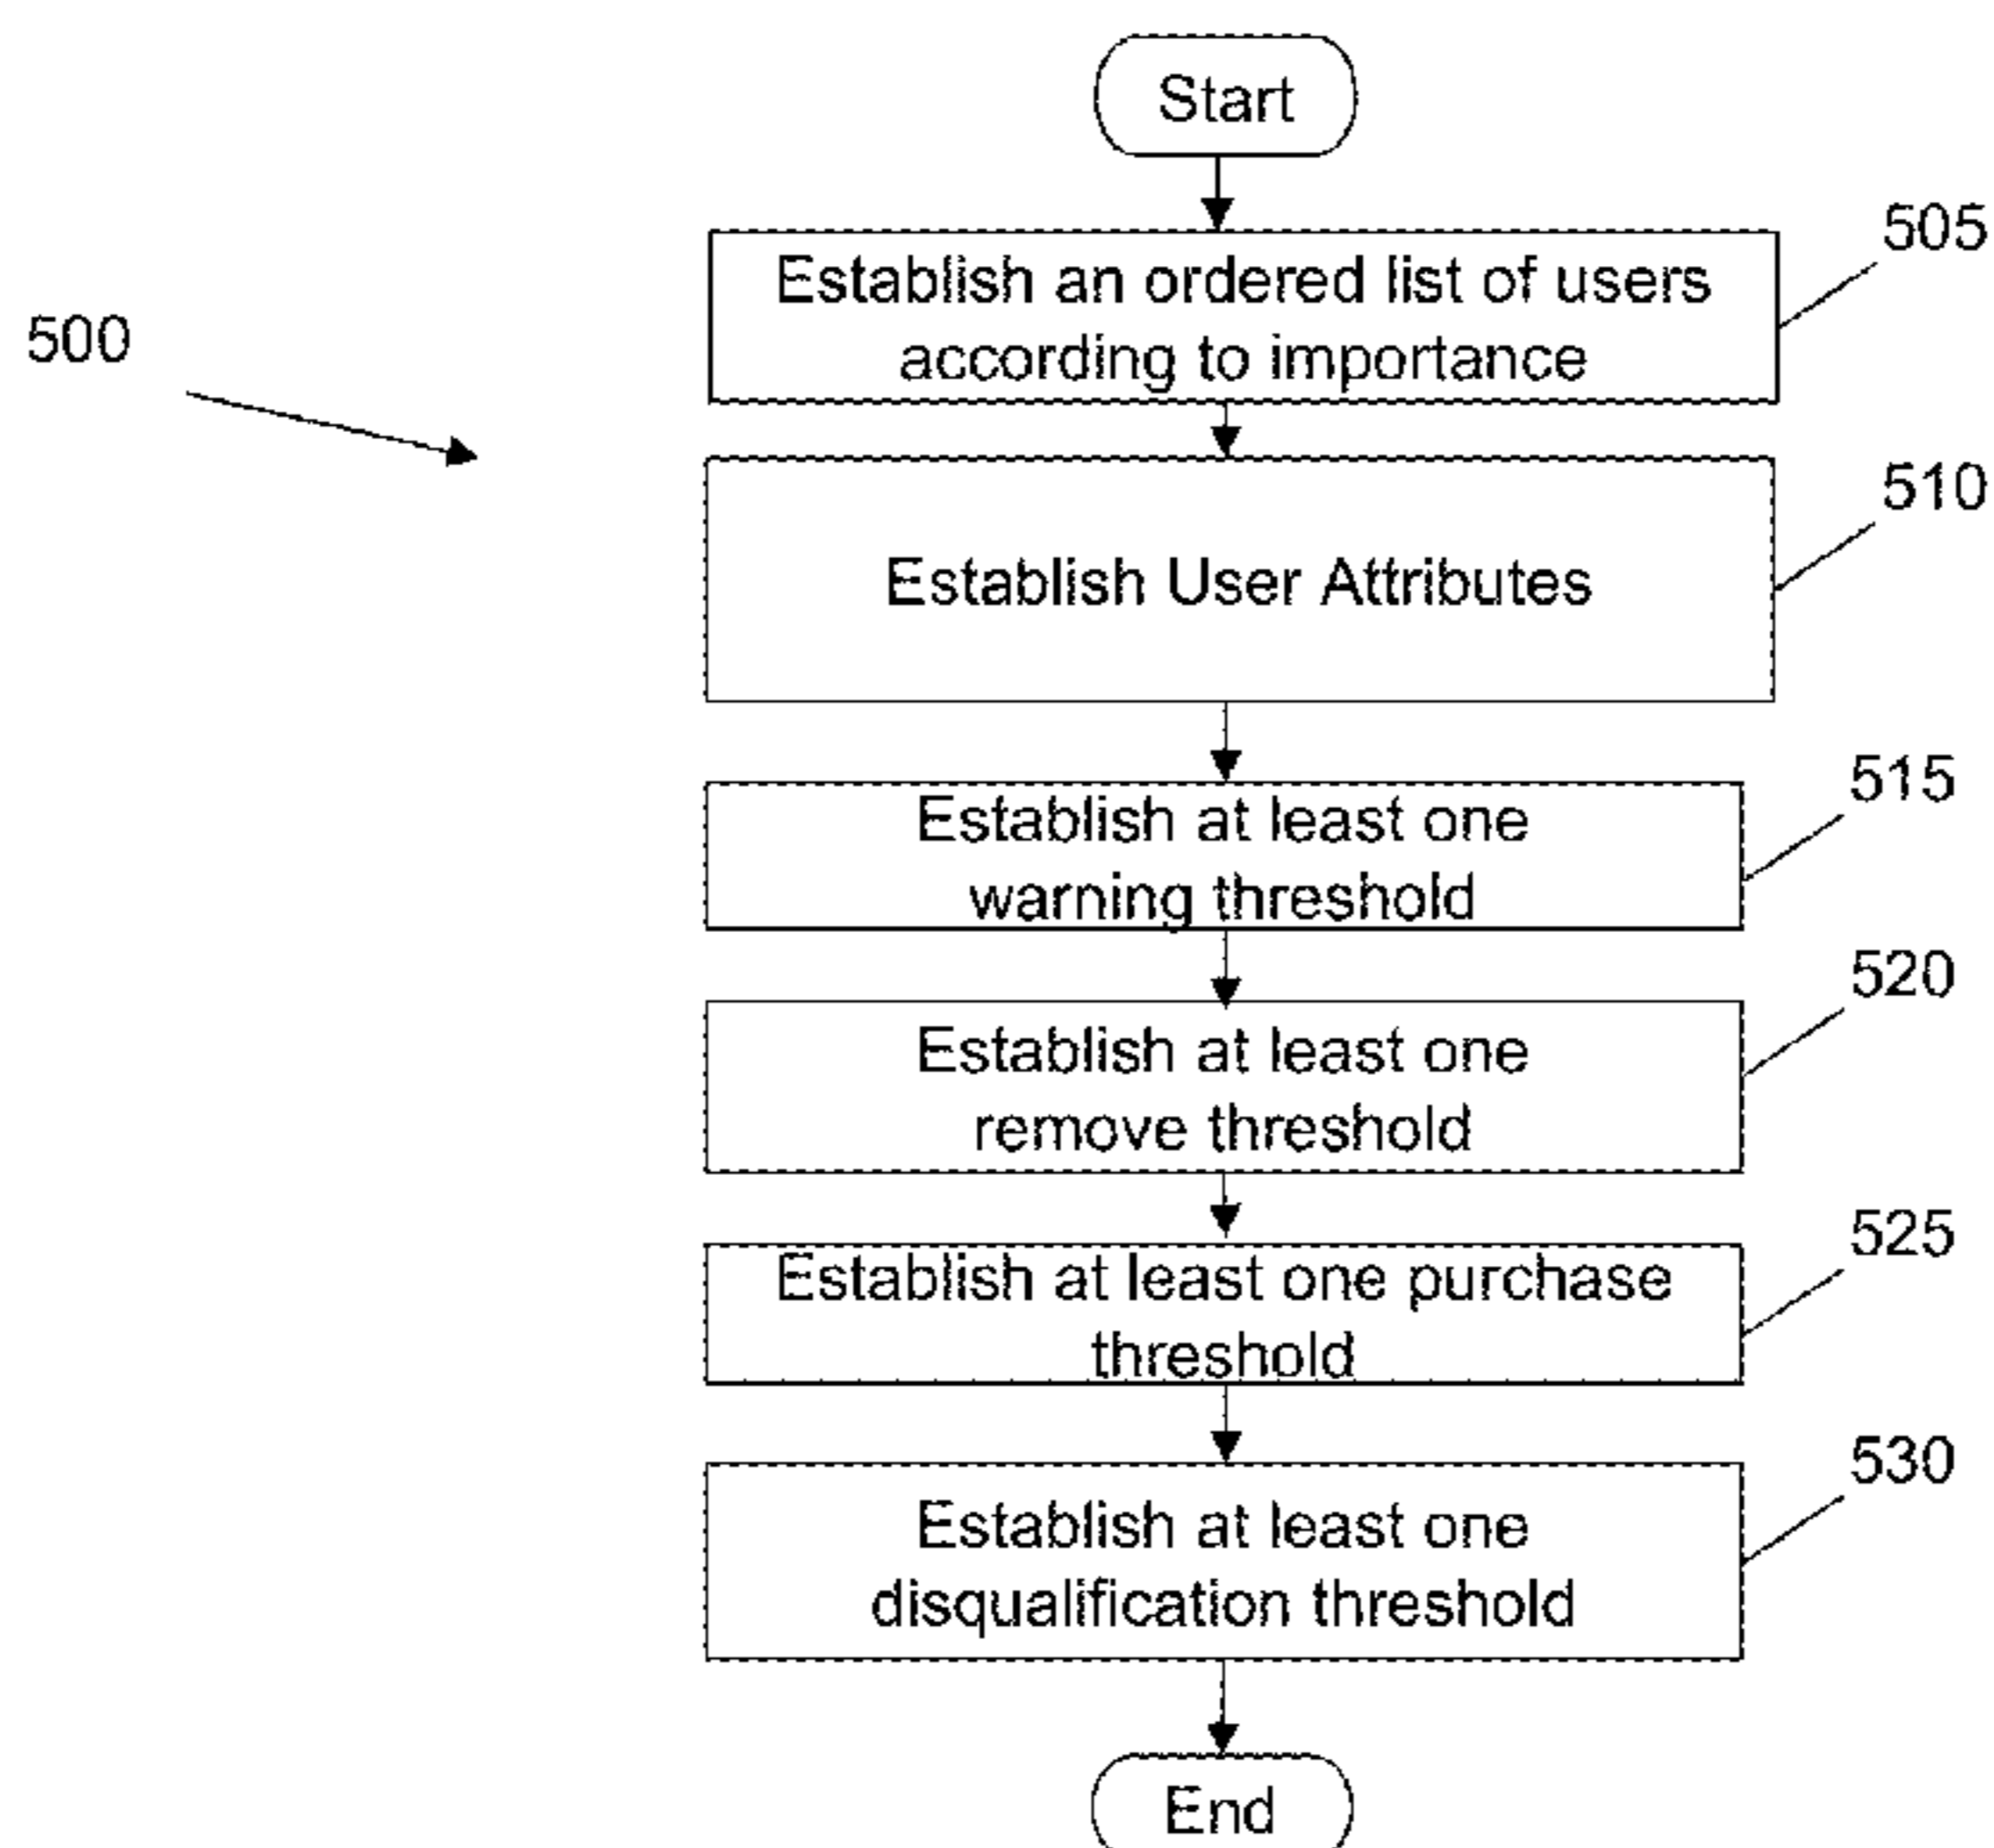 Start
505
Establish an ordered list of users
according to importance
500
510
Establish User Attributes
515
Establish at least one
warning threshold
520
Establish at least one
remove threshold
525
Establish at least one purchase
threshold
530
Establish at least one
disqualification threshold
End